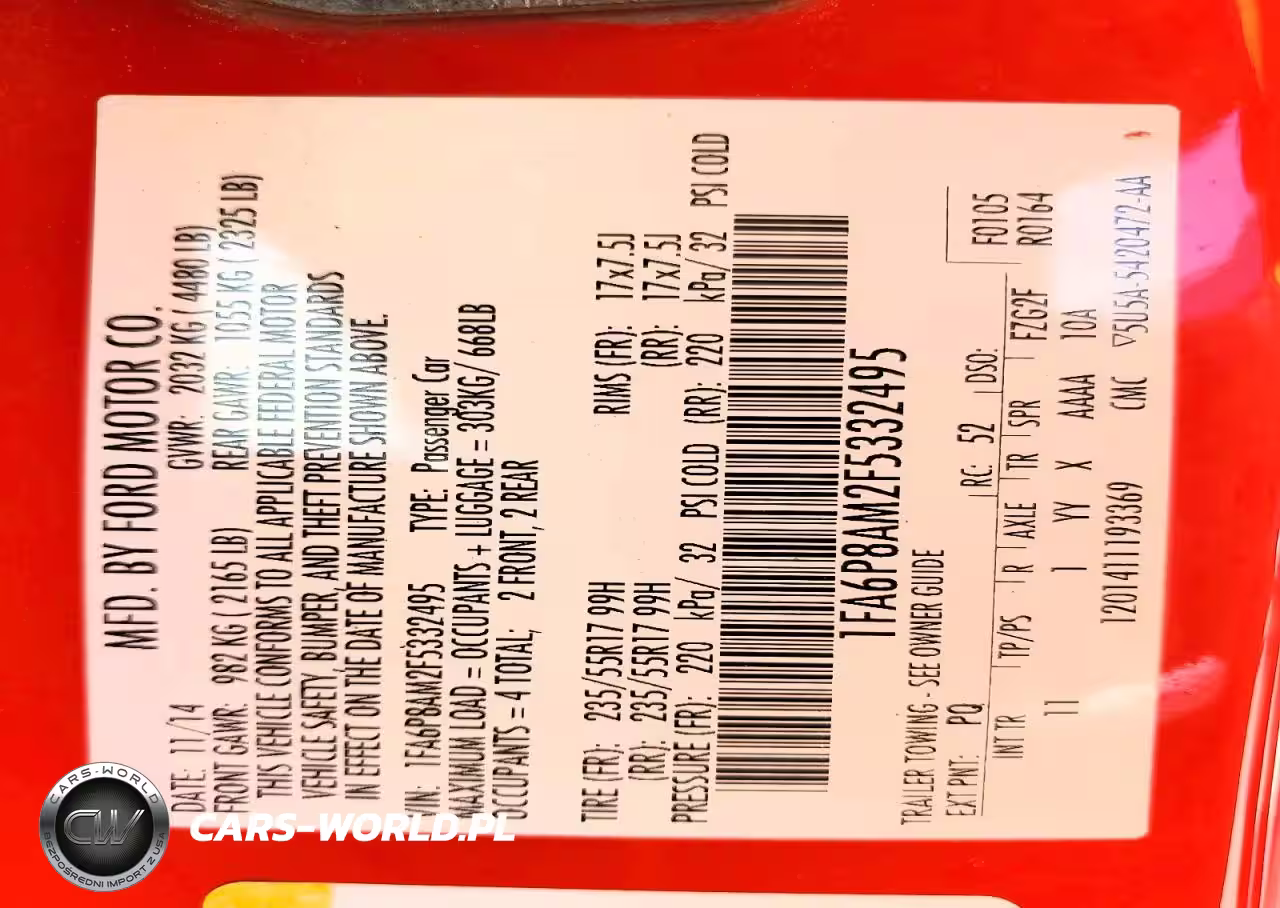 MFD. BY FORD MOTOR CO.
DATE: 11/14 GVWR: 2032 KG ( 4480 LB)
FRONT GAWR: 982 KG ( 2165 LB) REAR GAWR: 1055 KG ( 2325 LB)
THIS VEHICLE CONFORMS TO ALL APPLICABLE FEDERAL MOTOR
VEHICLE SAFETY, BUMPER, AND THEFT PREVENTION STANDARDS
IN EFFECT ON THE DATE OF MANUFACTURE SHOWN ABOVE.
VIN: 1FA6P8AM2F5332495 TYPE: Passenger Car
MAXIMUM LOAD = OCCUPANTS + LUGGAGE = 303KG/ 668LB
OCCUPANTS = 4 TOTAL; 2 FRONT, 2 REAR
TIRE (FR): 235/55R17 99H RIMS (FR): 17x7.5J
(RR): 235/55R17 99H (RR): 17x7.5J
PRESSURE (FR): 220 kPa/ 32 PSI COLD (RR): 220 kPa/ 32 PSI COLD
1FA6P8AM2F5332495
TRAILER TOWING - SEE OWNER GUIDE
EXT PNT: PQ RC: 52 DSO: F0105
R0164
INT TR TP/PS R AXLE TR SPR FZG2F
11 1 YY X AAAA 10A
1201411193369 CMC ▽5U5A-5420472-AA
CARS-WORLD
CW
BEZPOŚREDNI IMPORT Z USA
CARS-WORLD.PL